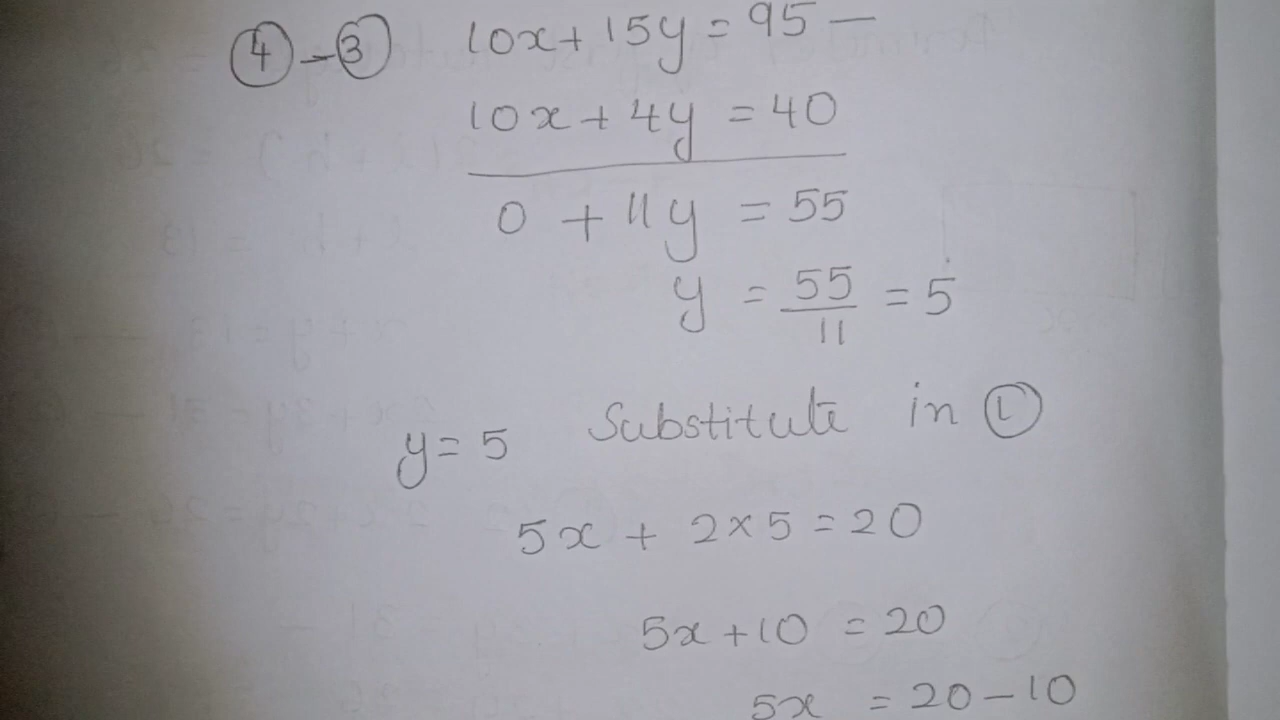 ④ - ③ 10x + 15y = 95 —
10x + 4y = 40
0 + 11y = 55
y = 55/11 = 5
y = 5 Substitute in ①
5x + 2×5 = 20
5x + 10 = 20
5x = 20 - 10